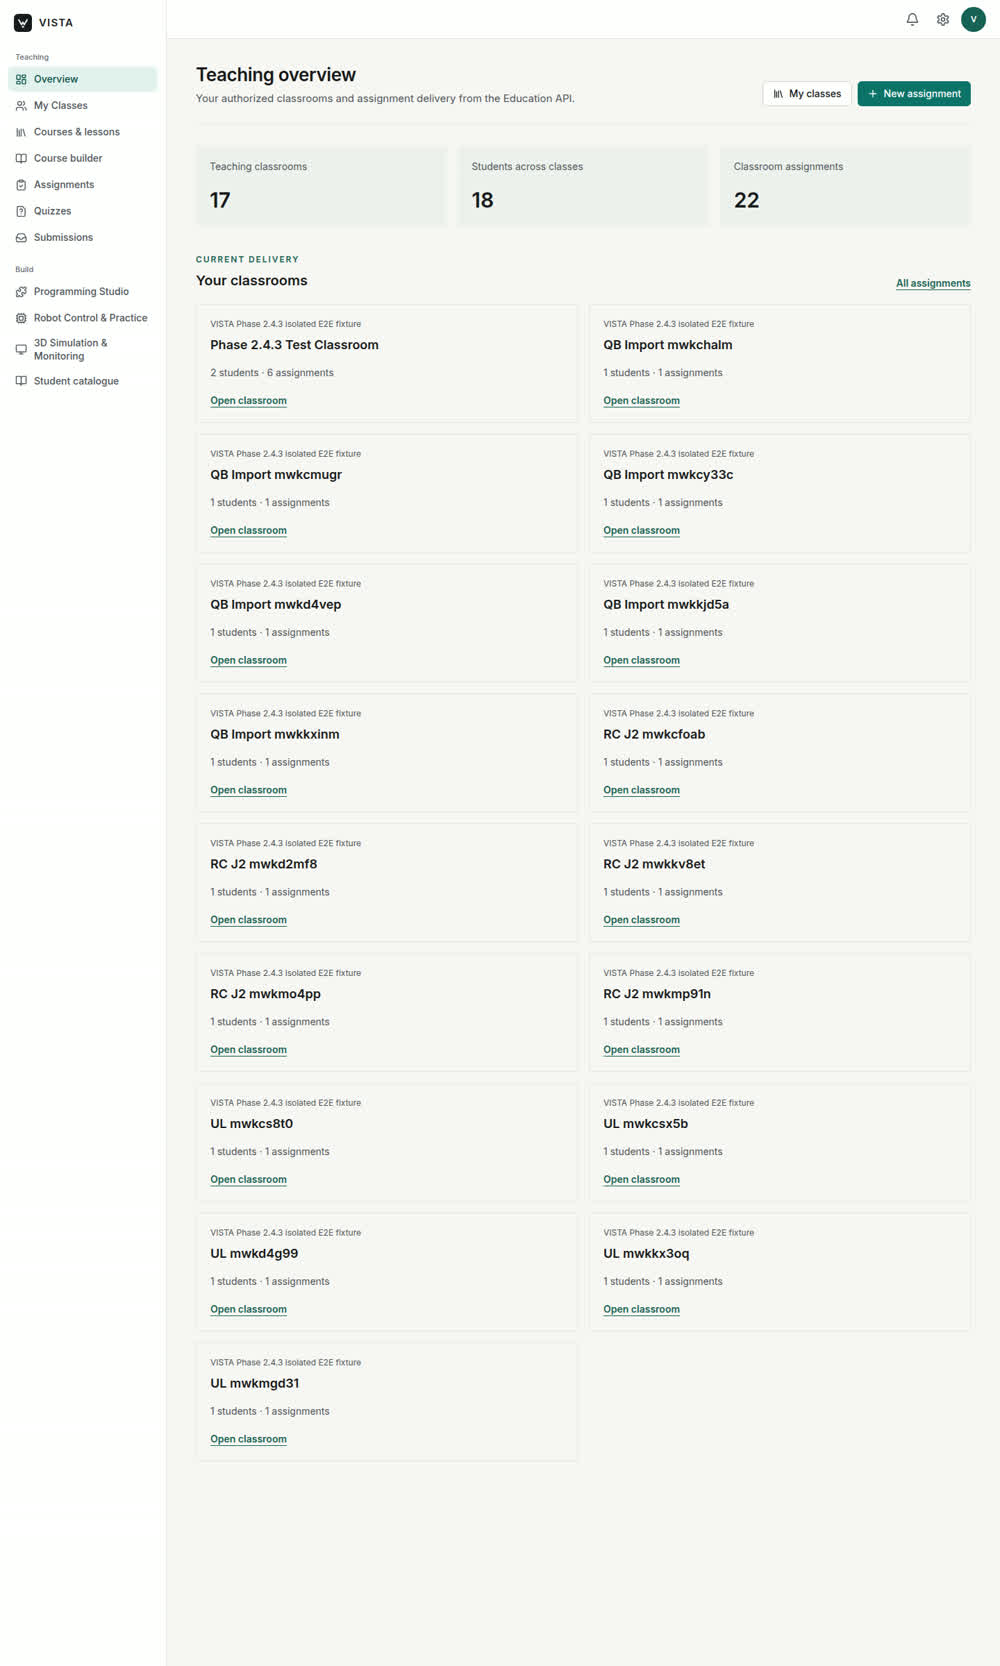 VISTA
Teaching
Overview
My Classes
Courses & lessons
Course builder
Assignments
Quizzes
Submissions
Build
Programming Studio
Robot Control & Practice
3D Simulation &
Monitoring
Student catalogue
V
Teaching overview
Your authorized classrooms and assignment delivery from the Education API.
My classes
+ New assignment
Teaching classrooms
17
Students across classes
18
Classroom assignments
22
CURRENT DELIVERY
Your classrooms
All assignments
VISTA Phase 2.4.3 isolated E2E fixture
Phase 2.4.3 Test Classroom
2 students · 6 assignments
Open classroom
VISTA Phase 2.4.3 isolated E2E fixture
QB Import mwkchalm
1 students · 1 assignments
Open classroom
VISTA Phase 2.4.3 isolated E2E fixture
QB Import mwkcmugr
1 students · 1 assignments
Open classroom
VISTA Phase 2.4.3 isolated E2E fixture
QB Import mwkcy33c
1 students · 1 assignments
Open classroom
VISTA Phase 2.4.3 isolated E2E fixture
QB Import mwkd4vep
1 students · 1 assignments
Open classroom
VISTA Phase 2.4.3 isolated E2E fixture
QB Import mwkkjd5a
1 students · 1 assignments
Open classroom
VISTA Phase 2.4.3 isolated E2E fixture
QB Import mwkkxinm
1 students · 1 assignments
Open classroom
VISTA Phase 2.4.3 isolated E2E fixture
RC J2 mwkcfoab
1 students · 1 assignments
Open classroom
VISTA Phase 2.4.3 isolated E2E fixture
RC J2 mwkd2mf8
1 students · 1 assignments
Open classroom
VISTA Phase 2.4.3 isolated E2E fixture
RC J2 mwkkv8et
1 students · 1 assignments
Open classroom
VISTA Phase 2.4.3 isolated E2E fixture
RC J2 mwkmo4pp
1 students · 1 assignments
Open classroom
VISTA Phase 2.4.3 isolated E2E fixture
RC J2 mwkmp91n
1 students · 1 assignments
Open classroom
VISTA Phase 2.4.3 isolated E2E fixture
UL mwkcs8t0
1 students · 1 assignments
Open classroom
VISTA Phase 2.4.3 isolated E2E fixture
UL mwkcsx5b
1 students · 1 assignments
Open classroom
VISTA Phase 2.4.3 isolated E2E fixture
UL mwkd4g99
1 students · 1 assignments
Open classroom
VISTA Phase 2.4.3 isolated E2E fixture
UL mwkkx3oq
1 students · 1 assignments
Open classroom
VISTA Phase 2.4.3 isolated E2E fixture
UL mwkmgd31
1 students · 1 assignments
Open classroom